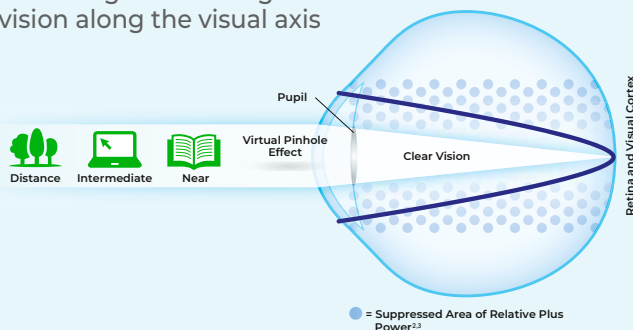 vision along the visual axis
Pupil
Virtual Pinhole
Effect
Distance
Intermediate
Near
Clear Vision
Retina and Visual Cortex
= Suppressed Area of Relative Plus
Power2,3